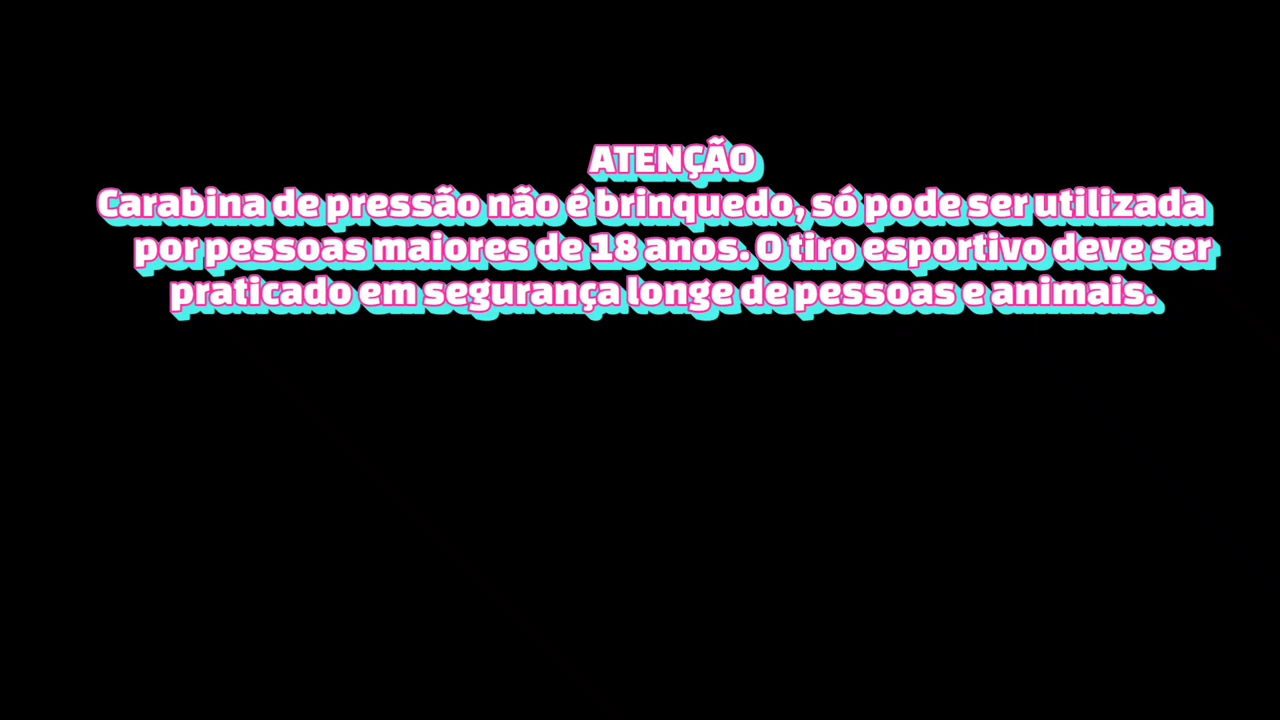 ATENÇÃO
Carabina de pressão não é brinquedo, só pode ser utilizada
por pessoas maiores de 18 anos. O tiro esportivo deve ser
praticado em segurança longe de pessoas e animais.